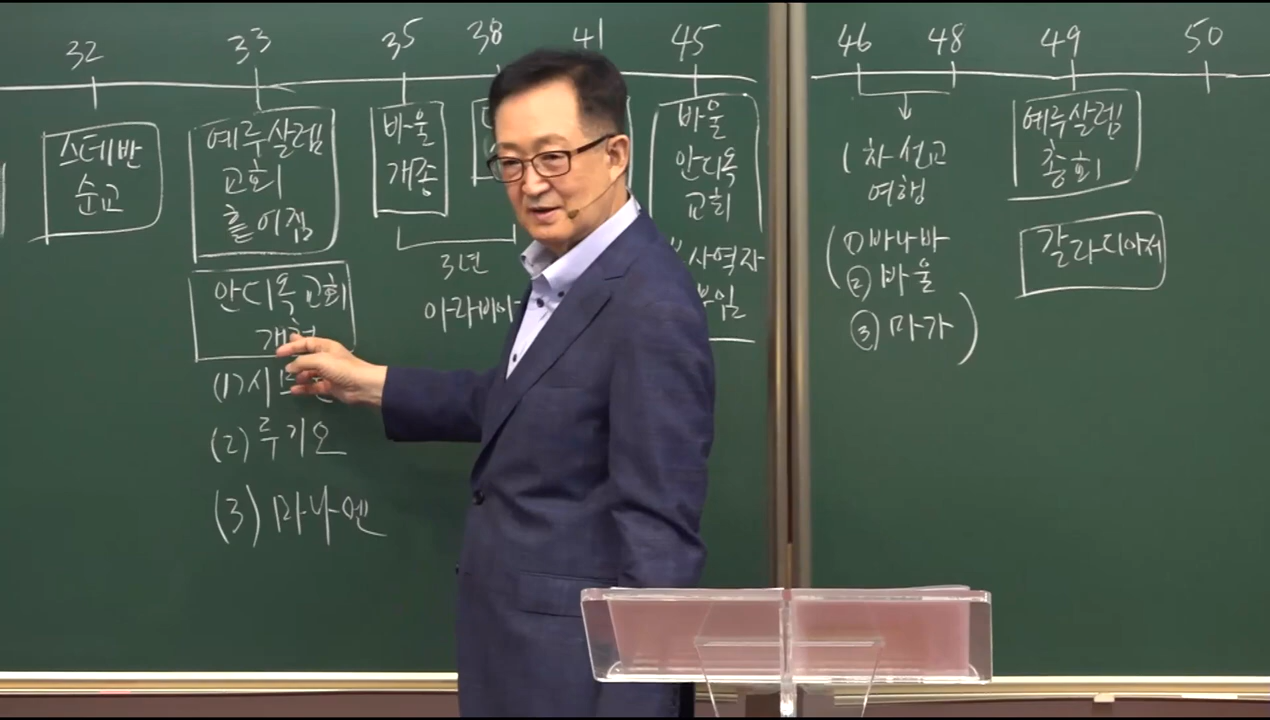 32 33 35 38 41 45 46 48 49 50
스데반
순교
예루살렘
교회
흩어짐
안디옥교회
(1) 시
(2) 루기오
(3) 마나엔
바울
개종
3년
아라비아
바울
안디옥
교회
"사역자
부임
1차 선교
여행
① 바나바
② 바울
③ 마가
예루살렘
총회
갈라디아서